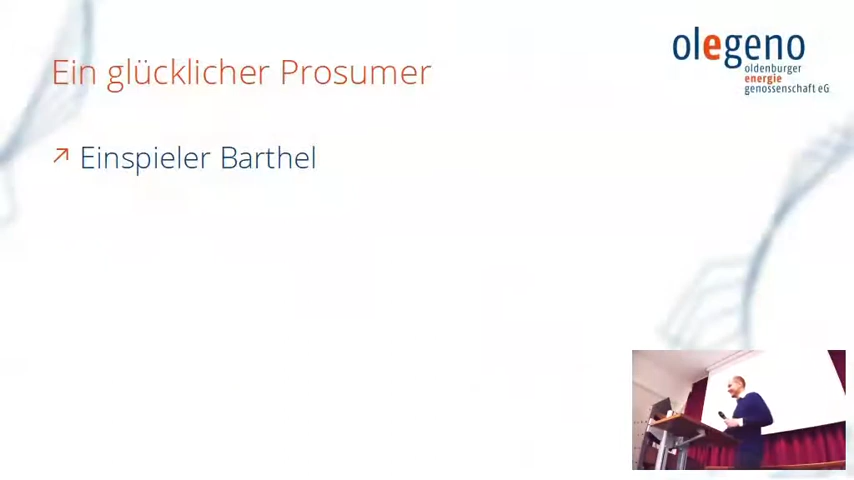 Ein glücklicher Prosumer
olegeno
oldenburger
energie
genossenschaft eG
↗ Einspieler Barthel